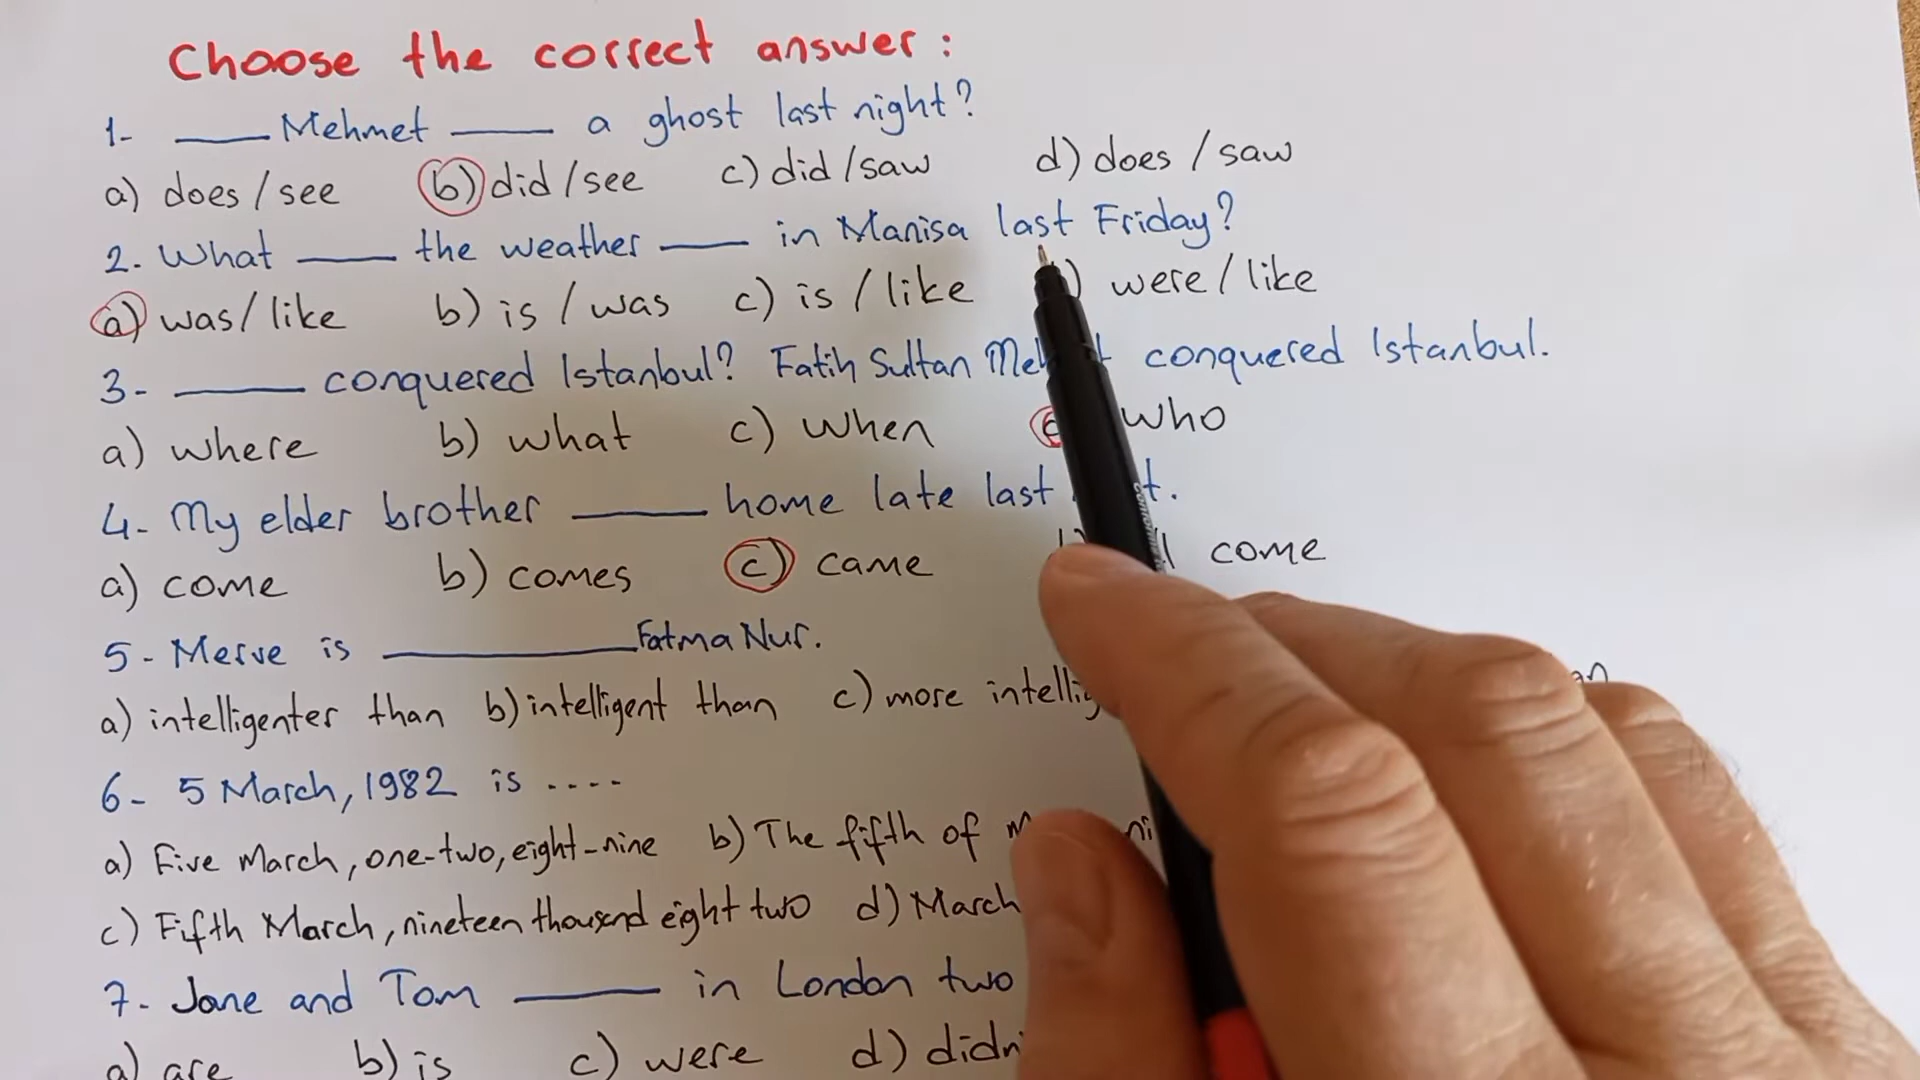 Choose the correct answer:
1- ____ Mehmet ____ a ghost last night?
a) does/see b) did/see c) did/saw d) does/saw
2. What ____ the weather ____ in Manisa last Friday?
a) was/like b) is/was c) is/like were/like
3- ____ conquered Istanbul? Fatih Sultan conquered Istanbul.
a) where b) what c) when who
4- My elder brother ____ home late last
a) come b) comes c) came come
5- Merve is ____ Fatma Nur.
a) intelligenter than b) intelligent than c) more
6- 5 March, 1982 is ....
a) Five March, one-two, eight-nine b) The fifth of
c) Fifth March, nineteen thousand eight two d) March
7- Jane and Tom ____ in London two
a) are b) is c) were d)